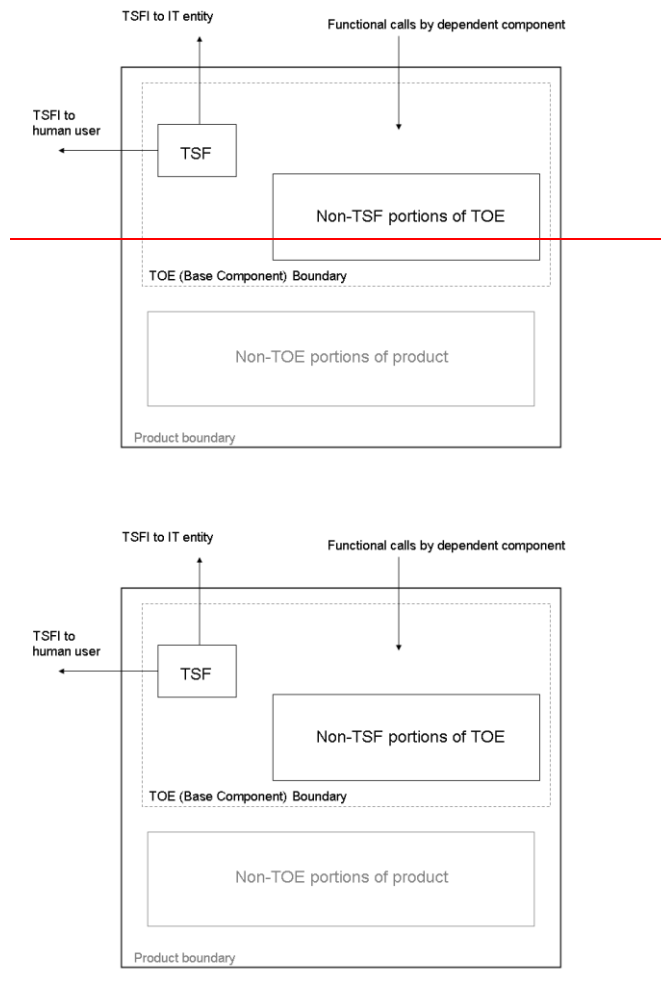 TSFI to IT entity
Functional calls by dependent component
TSFI to
human user
TSF
Non-TSF portions of TOE
TOE (Base Component) Boundary
Non-TOE portions of product
Product boundary
TSFI to IT entity
Functional calls by dependent component
TSFI to
human user
TSF
Non-TSF portions of TOE
TOE (Base Component) Boundary
Non-TOE portions of product
Product boundary